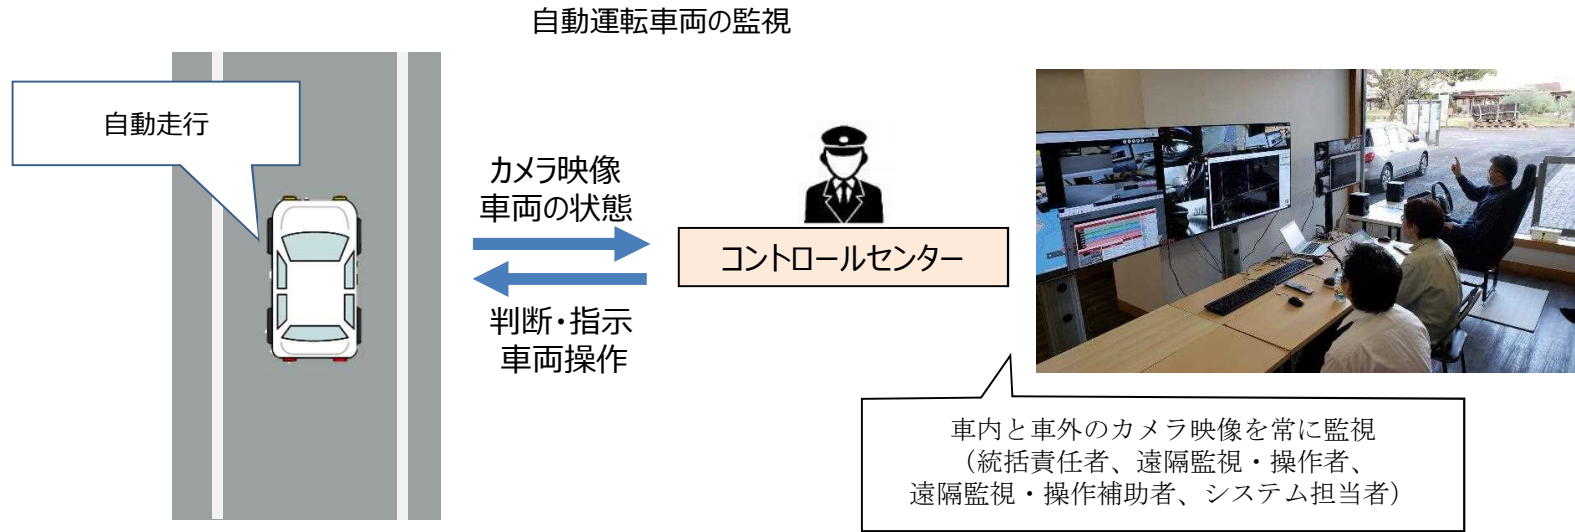 自動運転車両の監視
自動走行
カメラ映像
車両の状態
コントロールセンター
判断・指示
車両操作
車内と車外のカメラ映像を常に監視
（統括責任者、遠隔監視・操作者、
遠隔監視・操作補助者、システム担当者）